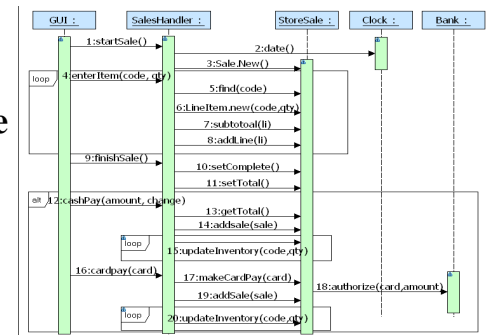 GUI :
SalesHandler :
StoreSale :
Clock :
Bank :
1:startSale()
2:date()
3:Sale.New()
loop
4:enterItem(code, qty)
5:find(code)
6:LineItem.new(code,qty)
7:subtotoal(li)
8:addLine(li)
e
9:finishSale()
10:setComplete()
11:setTotal()
alt
12:cashPay(amount, change)
13:getTotal()
14:addsale(sale)
loop
15:updateInventory(code,qty)
16:cardpay(card)
17:makeCardPay(card)
18:authorize(card,amount)
19:addSale(sale)
loop
20:updateInventory(code,qty)